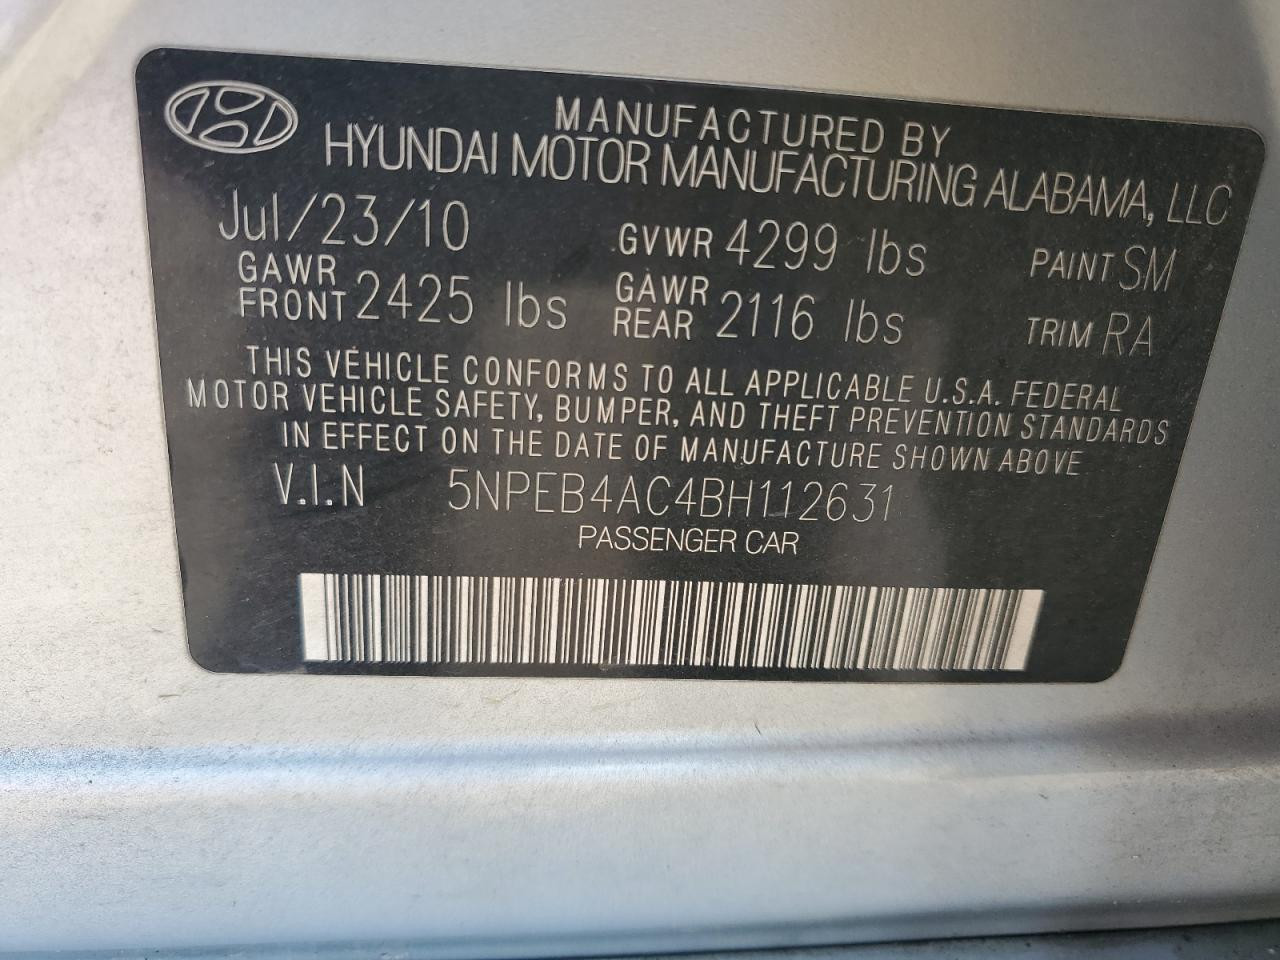 MANUFACTURED BY
HYUNDAI MOTOR MANUFACTURING ALABAMA, LLC
Jul/23/10 GVWR 4299 lbs PAINT SM
GAWR FRONT 2425 lbs GAWR REAR 2116 lbs TRIM RA
THIS VEHICLE CONFORMS TO ALL APPLICABLE U.S.A. FEDERAL
MOTOR VEHICLE SAFETY, BUMPER, AND THEFT PREVENTION STANDARDS
IN EFFECT ON THE DATE OF MANUFACTURE SHOWN ABOVE
V.I.N 5NPEB4AC4BH112631
PASSENGER CAR